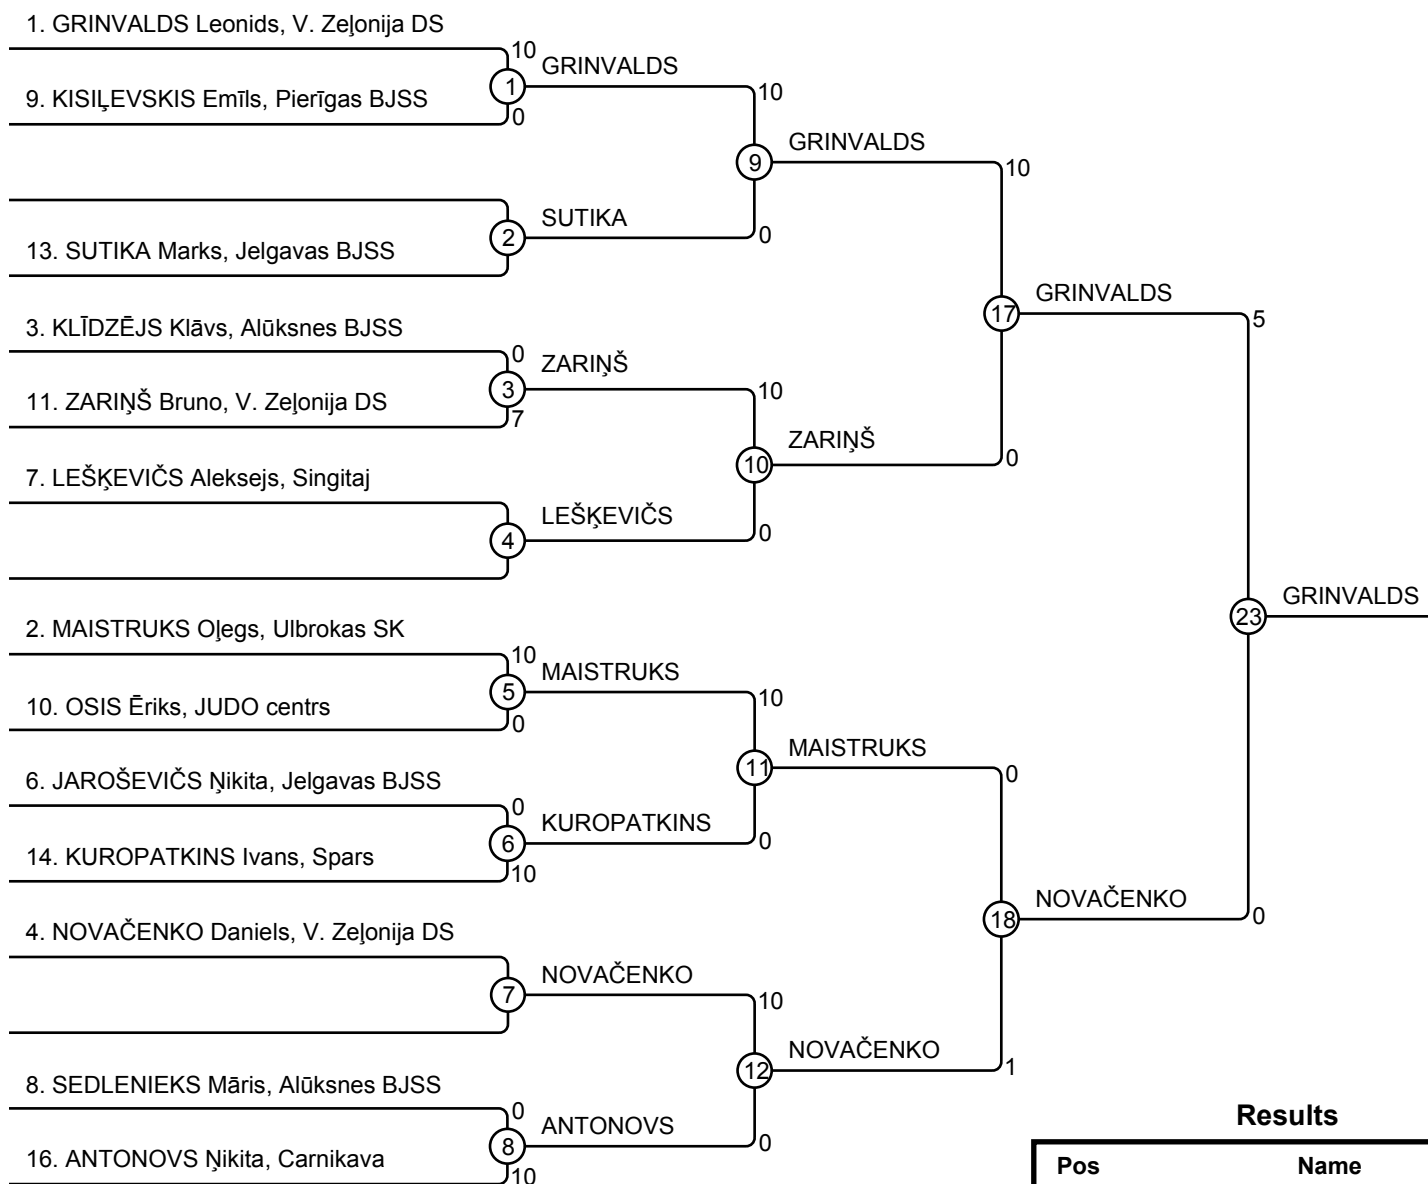 1. GRINVALDS Leonids, V. Zeļonija DS
10
1
GRINVALDS
9. KISIĻEVSKIS Emīls, Pierīgas BJSS
0
10
9
GRINVALDS
2
SUTIKA
0
13. SUTIKA Marks, Jelgavas BJSS
10
17
GRINVALDS
3. KLĪDZĒJS Klāvs, Alūksnes BJSS
0
3
ZARIŅŠ
11. ZARIŅŠ Bruno, V. Zeļonija DS
7
10
10
ZARIŅŠ
0
7. LEŠĶEVIČS Aleksejs, Singitaj
4
LEŠĶEVIČS
0
5
23
GRINVALDS
2. MAISTRUKS Oļegs, Ulbrokas SK
10
5
MAISTRUKS
10. OSIS Ēriks, JUDO centrs
0
10
11
MAISTRUKS
0
6. JAROŠEVIČS Ņikita, Jelgavas BJSS
0
6
KUROPATKINS
0
14. KUROPATKINS Ivans, Spars
10
18
NOVAČENKO
0
4. NOVAČENKO Daniels, V. Zeļonija DS
7
NOVAČENKO
10
12
NOVAČENKO
1
8. SEDLENIEKS Māris, Alūksnes BJSS
0
8
ANTONOVS
0
16. ANTONOVS Ņikita, Carnikava
10
Results
Pos Name